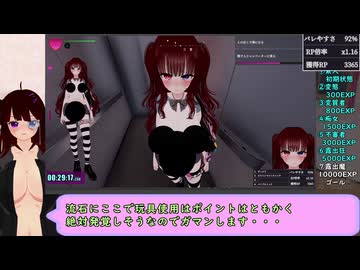 バレやすさ 92%
RP倍率 x1.16
獲得RP 3365
初期状態
②変態
300EXP
③変質者
800EXP
④痴女
1500EXP
⑤不審者
3000EXP
⑥露出狂
5000EXP
⑦露出魔
10000EXP
ゴール
00:29:17
流石にここで玩具使用はポイントはともかく
絶対発覚しそうなのでガマンします・・・